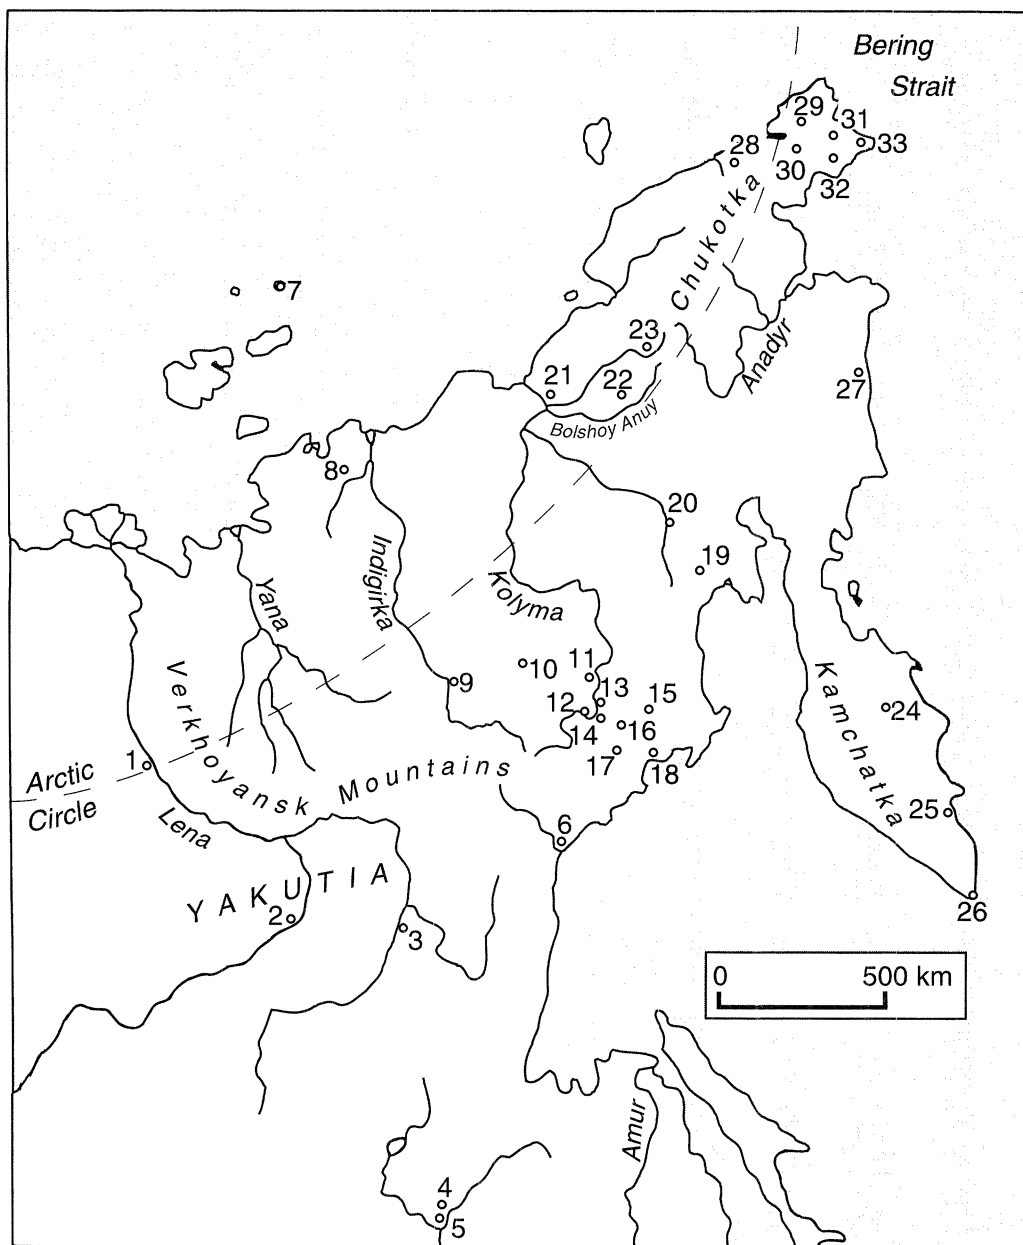 Bering
Strait
29
31
28
33
30
32
Chukotka
7
23
Anadyr
21
22
27
Bolshoy Anuy
8
20
Indigirka
19
Yana
Kolyma
11
10
9
13
12
15
14
16
24
17
18
Verkhoyansk Mountains
Kamchatka
1
Arctic
Circle
Lena
25
6
YAKUTIA
2
3
26
0 500 km
Amur
4
5